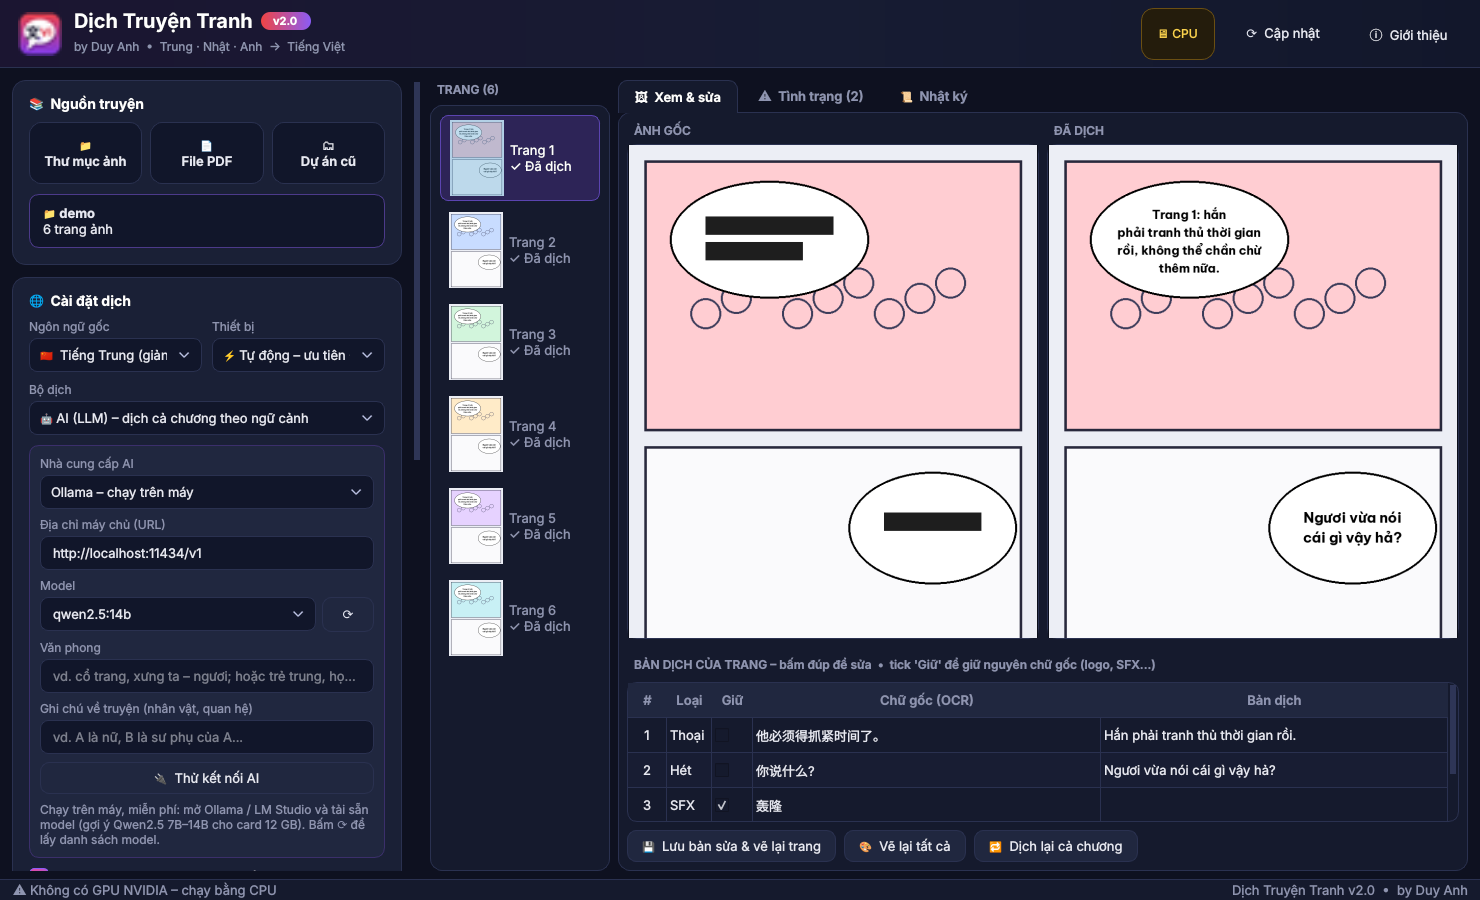 Dịch Truyện Tranh v2.0
by Duy Anh • Trung · Nhật · Anh → Tiếng Việt
CPU
Cập nhật
Giới thiệu
Nguồn truyện
Thư mục ảnh
File PDF
Dự án cũ
demo
6 trang ảnh
Cài đặt dịch
Ngôn ngữ gốc
Thiết bị
Tiếng Trung (giản
Tự động – ưu tiên
Bộ dịch
AI (LLM) – dịch cả chương theo ngữ cảnh
Nhà cung cấp AI
Ollama – chạy trên máy
Địa chỉ máy chủ (URL)
http://localhost:11434/v1
Model
qwen2.5:14b
Văn phong
vd. cổ trang, xưng ta – ngươi; hoặc trẻ trung, họ...
Ghi chú về truyện (nhân vật, quan hệ)
vd. A là nữ, B là sư phụ của A...
Thử kết nối AI
Chạy trên máy, miễn phí: mở Ollama / LM Studio và tải sẵn
model (gợi ý Qwen2.5 7B–14B cho card 12 GB). Bấm ⟳ để
lấy danh sách model.
TRANG (6)
Trang 1
✓ Đã dịch
Trang 2
✓ Đã dịch
Trang 3
✓ Đã dịch
Trang 4
✓ Đã dịch
Trang 5
✓ Đã dịch
Trang 6
✓ Đã dịch
Xem & sửa
Tình trạng (2)
Nhật ký
ẢNH GỐC
ĐÃ DỊCH
Trang 1: hắn
phải tranh thủ thời gian
rồi, không thể chần chừ
thêm nữa.
Ngươi vừa nói
cái gì vậy hả?
BẢN DỊCH CỦA TRANG – bấm đúp để sửa • tick 'Giữ' để giữ nguyên chữ gốc (logo, SFX...)
# Loại Giữ Chữ gốc (OCR) Bản dịch
1 Thoại 他必须得抓紧时间了。 Hắn phải tranh thủ thời gian rồi.
2 Hét 你说什么? Ngươi vừa nói cái gì vậy hả?
3 SFX ✓ 轰隆
Lưu bản sửa & vẽ lại trang
Vẽ lại tất cả
Dịch lại cả chương
Không có GPU NVIDIA – chạy bằng CPU
Dịch Truyện Tranh v2.0 • by Duy Anh